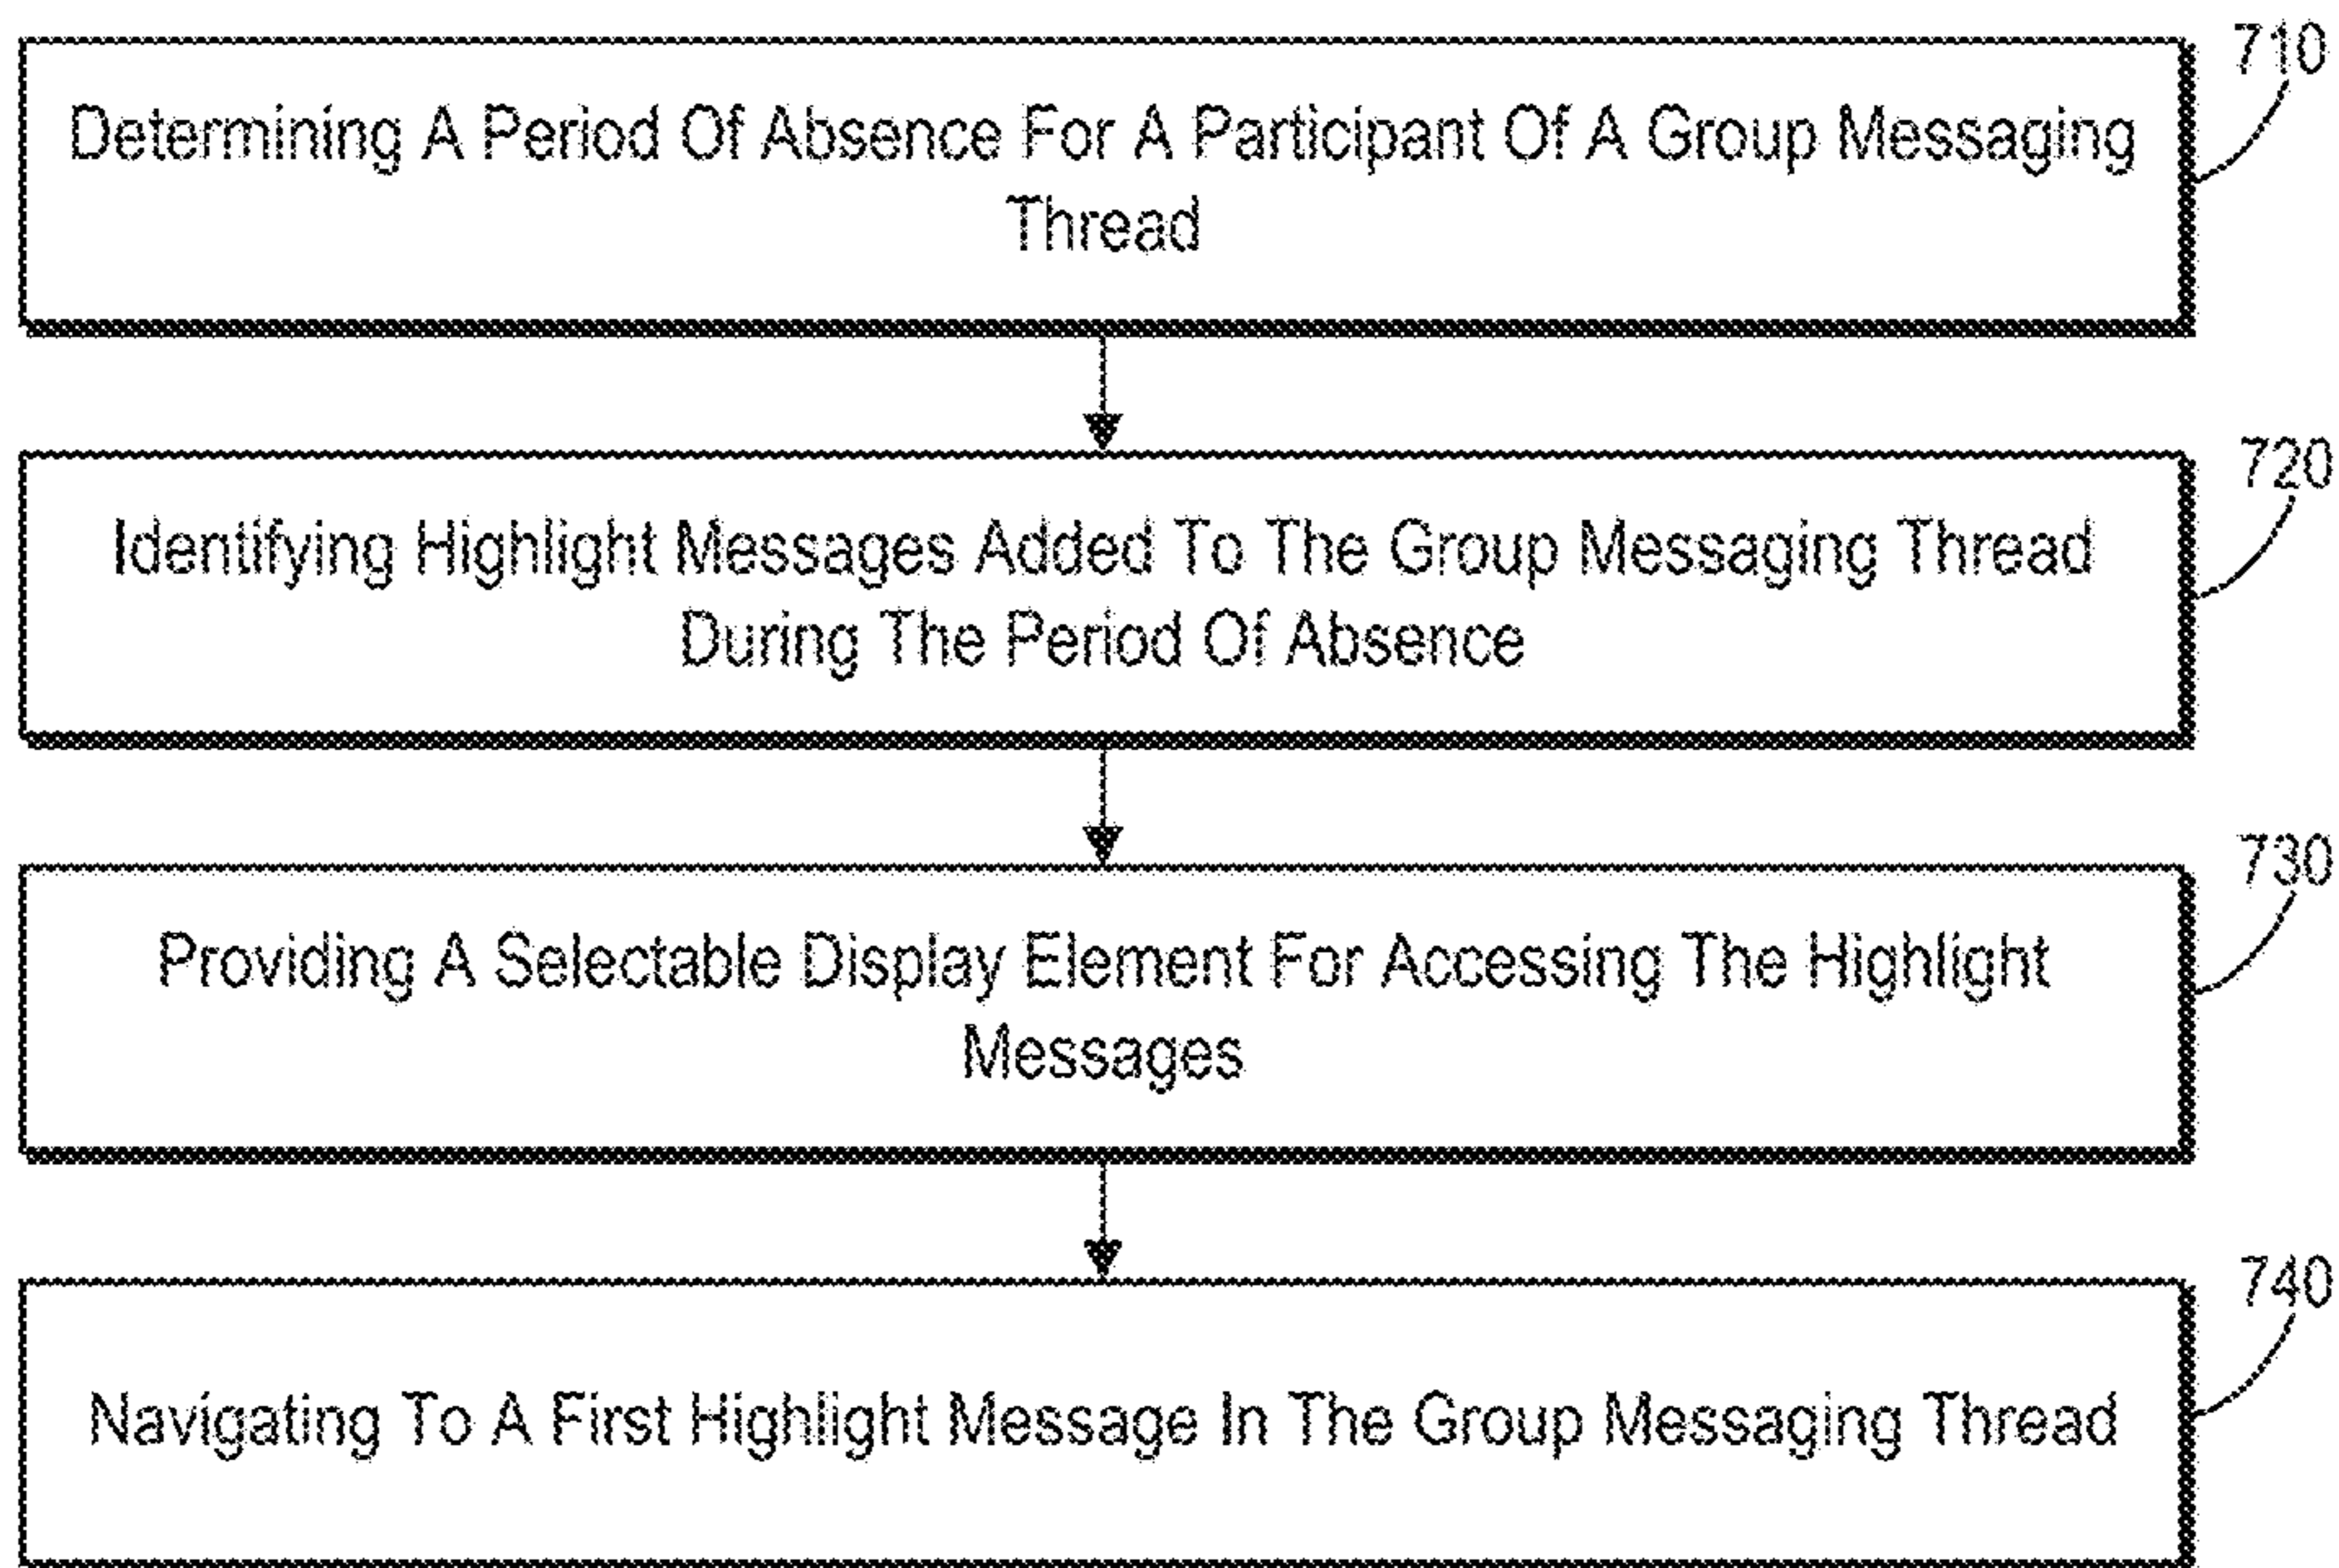 710
Determining A Period Of Absence For A Participant Of A Group Messaging
Thread
720
Identifying Highlight Messages Added To The Group Messaging Thread
During The Period Of Absence
730
Providing A Selectable Display Element For Accessing The Highlight
Messages
740
Navigating To A First Highlight Message In The Group Messaging Thread